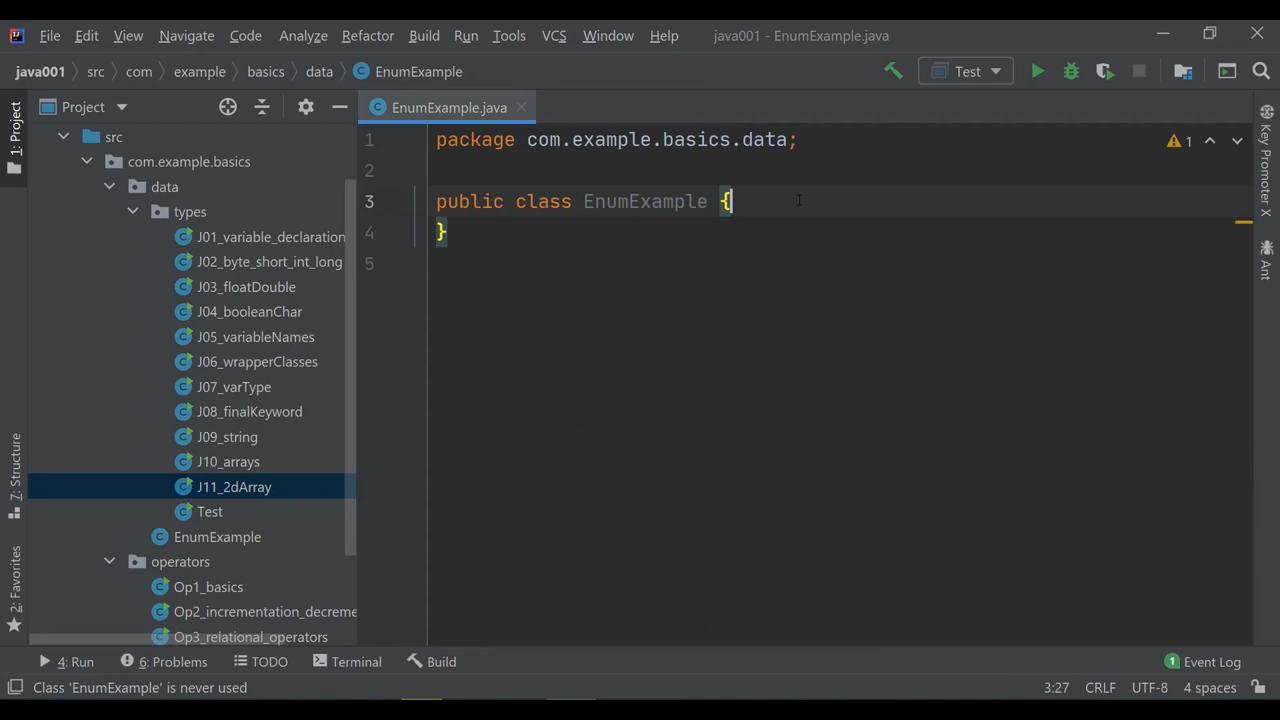 File Edit View Navigate Code Analyze Refactor Build Run Tools VCS Window Help java001 - EnumExample.java
java001 src com example basics data EnumExample Test
1: Project
Project
EnumExample.java
src
com.example.basics
data
types
J01_variable_declaration
J02_byte_short_int_long
J03_floatDouble
J04_booleanChar
J05_variableNames
J06_wrapperClasses
J07_varType
J08_finalKeyword
J09_string
J10_arrays
J11_2dArray
Test
EnumExample
operators
Op1_basics
Op2_incrementation_decreme
Op3_relational_operators
7: Structure
2: Favorites
1 package com.example.basics.data;
2
3 public class EnumExample {
4 }
5
1
Key Promoter X
Ant
4: Run 6: Problems TODO Terminal Build 1 Event Log
Class 'EnumExample' is never used 3:27 CRLF UTF-8 4 spaces